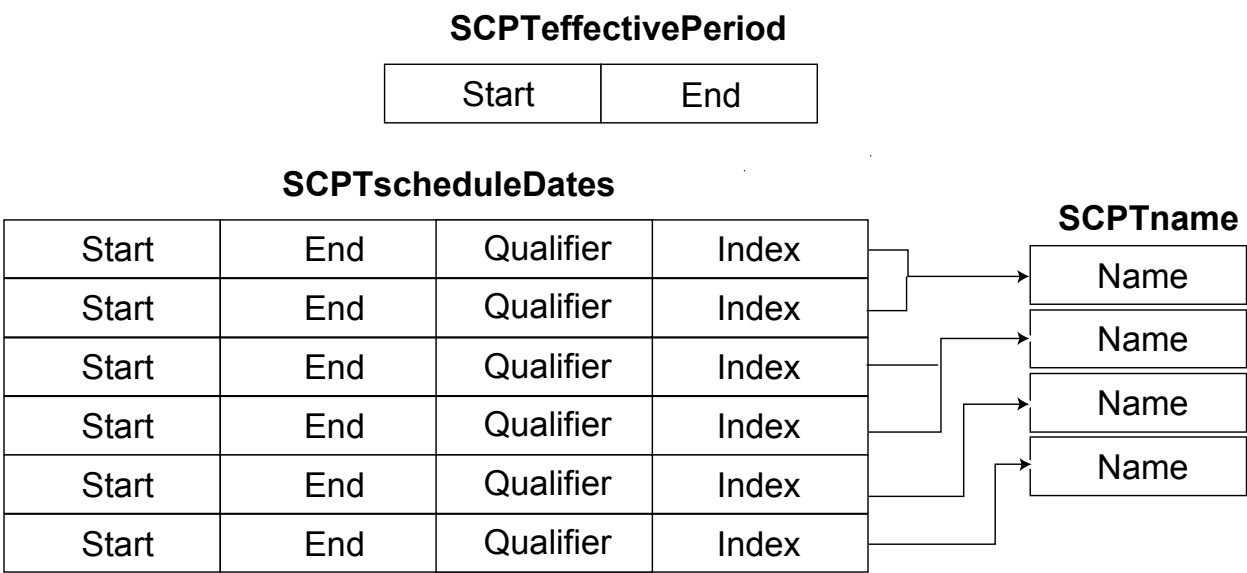 SCPTeffectivePeriod
Start End
SCPTscheduleDates
Start End Qualifier Index
Start End Qualifier Index
Start End Qualifier Index
Start End Qualifier Index
Start End Qualifier Index
Start End Qualifier Index
SCPTname
Name
Name
Name
Name